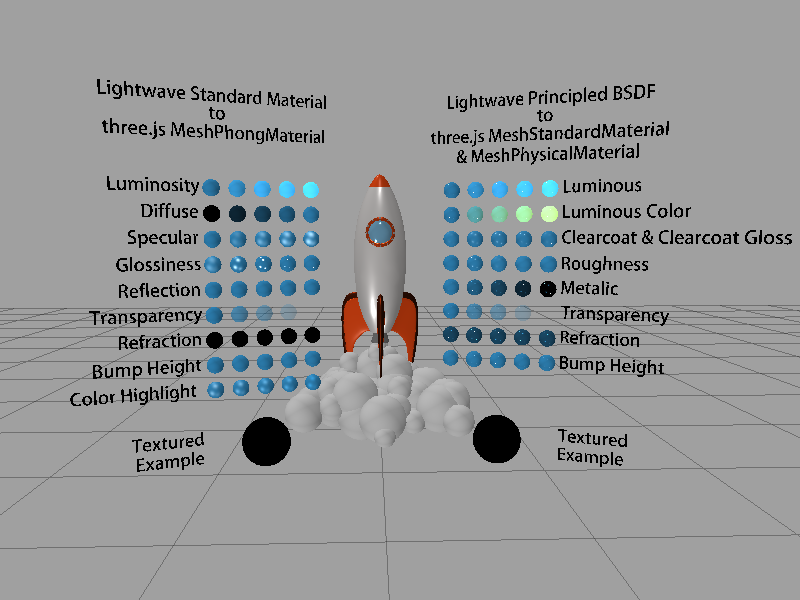 Lightwave Standard Material
to
three.js MeshPhongMaterial
Luminosity
Diffuse
Specular
Glossiness
Reflection
Transparency
Refraction
Bump Height
Color Highlight
Textured
Example
Lightwave Principled BSDF
to
three.js MeshStandardMaterial
& MeshPhysicalMaterial
Luminous
Luminous Color
Clearcoat & Clearcoat Gloss
Roughness
Metalic
Transparency
Refraction
Bump Height
Textured
Example